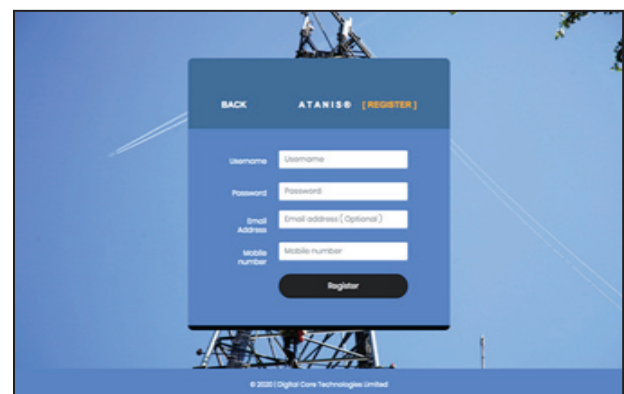 BACK
A T A N I S ® [ REGISTER ]
Username Username
Password Password
Email
Address Email address ( Optional )
Mobile
number Mobile number
Register
© 2020 | Digital Core Technologies Limited